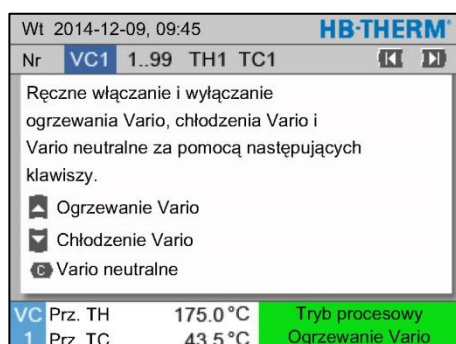 Wt 2014-12-09, 09:45 HB-THERM®
Nr VC1 1..99 TH1 TC1
Ręczne włączanie i wyłączanie
ogrzewania Vario, chłodzenia Vario i
Vario neutralne za pomocą następujących
klawiszy.
Ogrzewanie Vario
Chłodzenie Vario
C Vario neutralne
VC Prz. TH 175.0 °C Tryb procesowy
1 Prz. TC 43.5 °C Ogrzewanie Vario